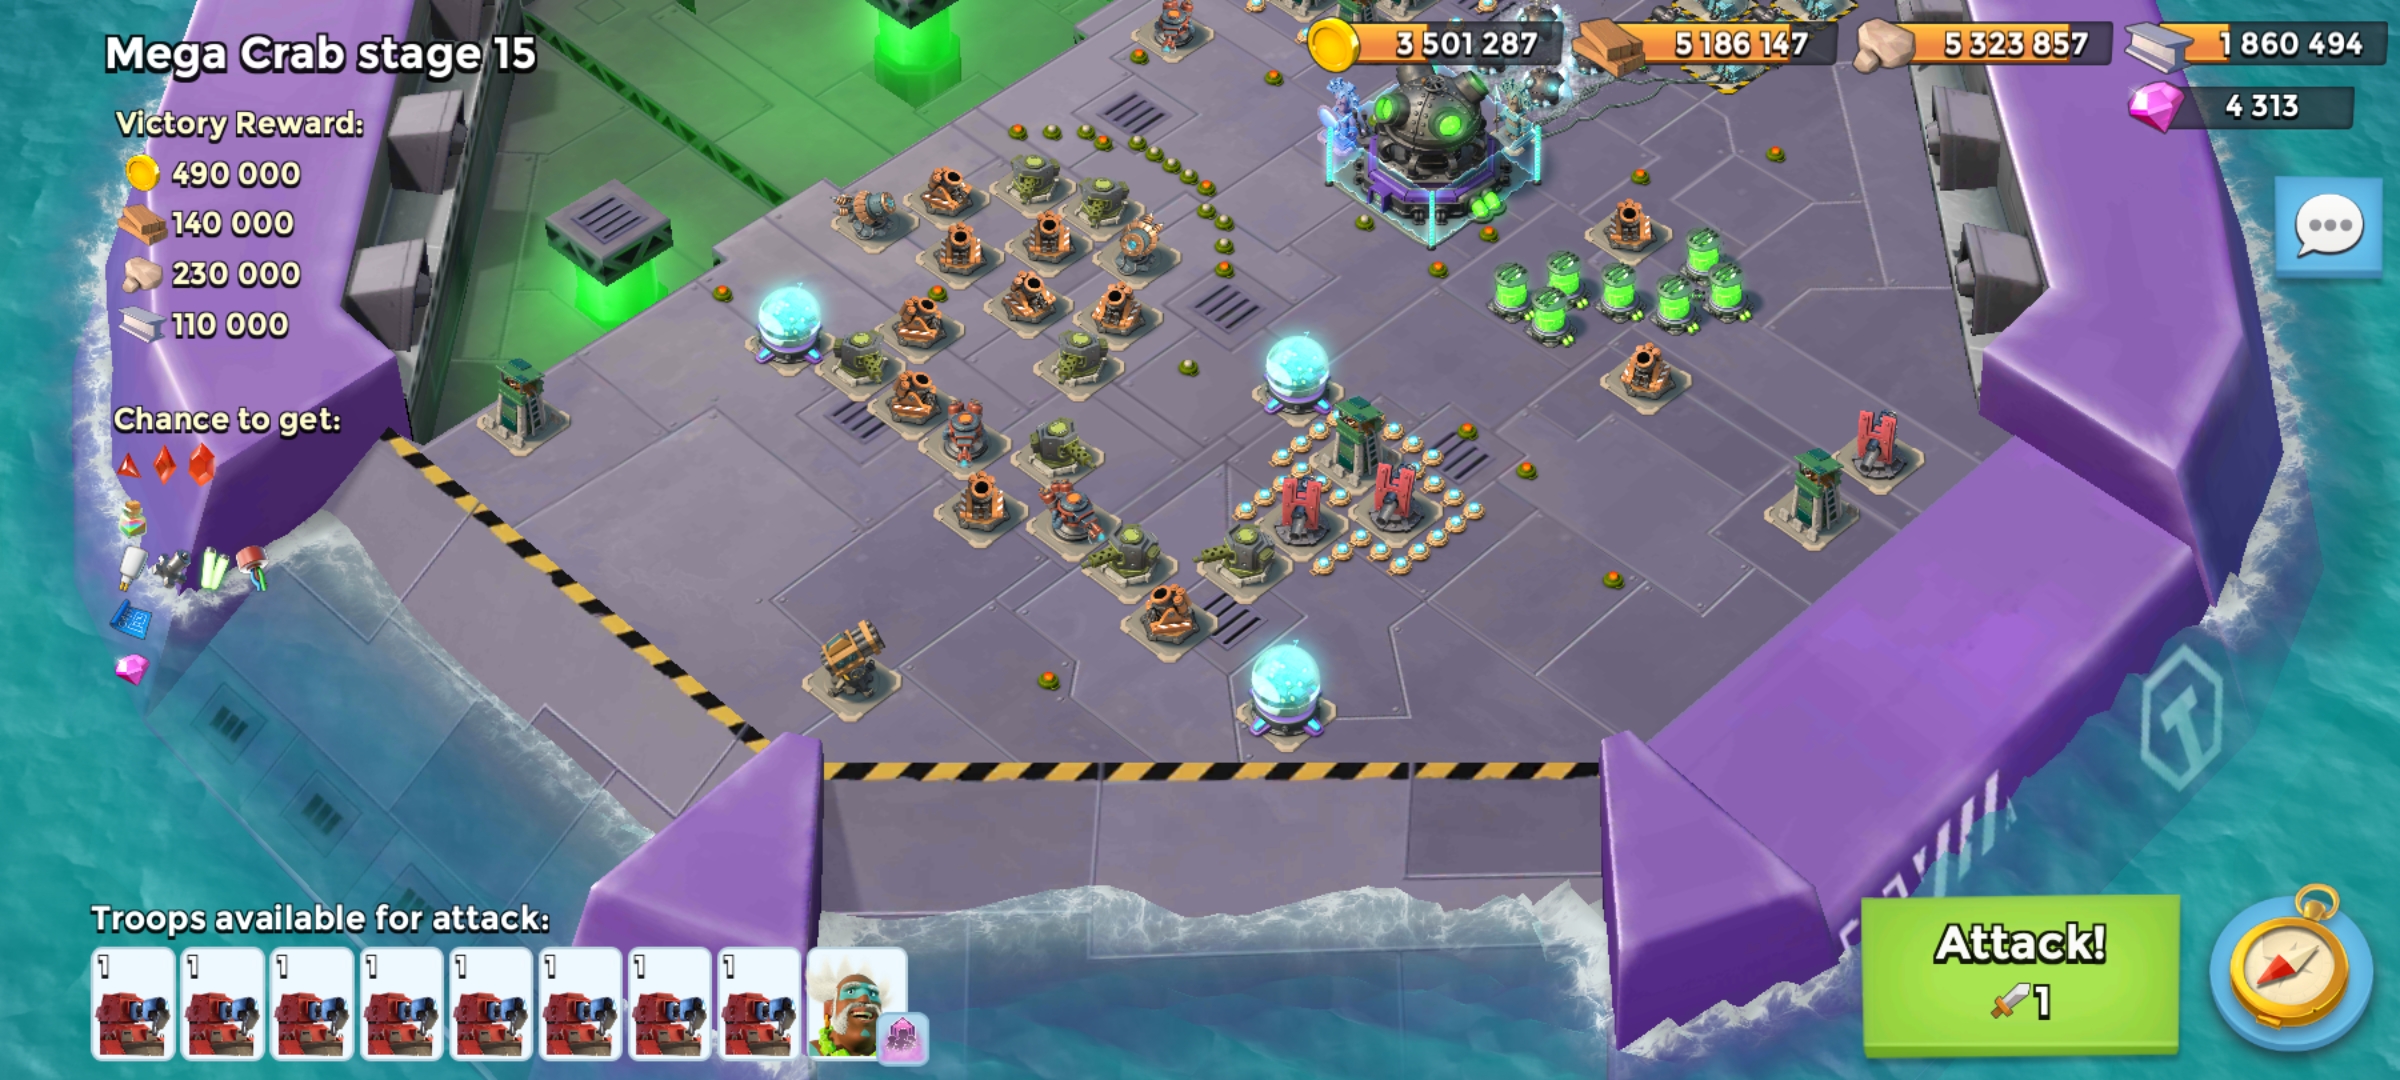 Mega Crab stage 15
3 501 287
5 186 147
5 323 857
1 860 494
4 313
Victory Reward:
490 000
140 000
230 000
110 000
Chance to get:
Troops available for attack:
1 1 1 1 1 1 1 1
Attack!
1